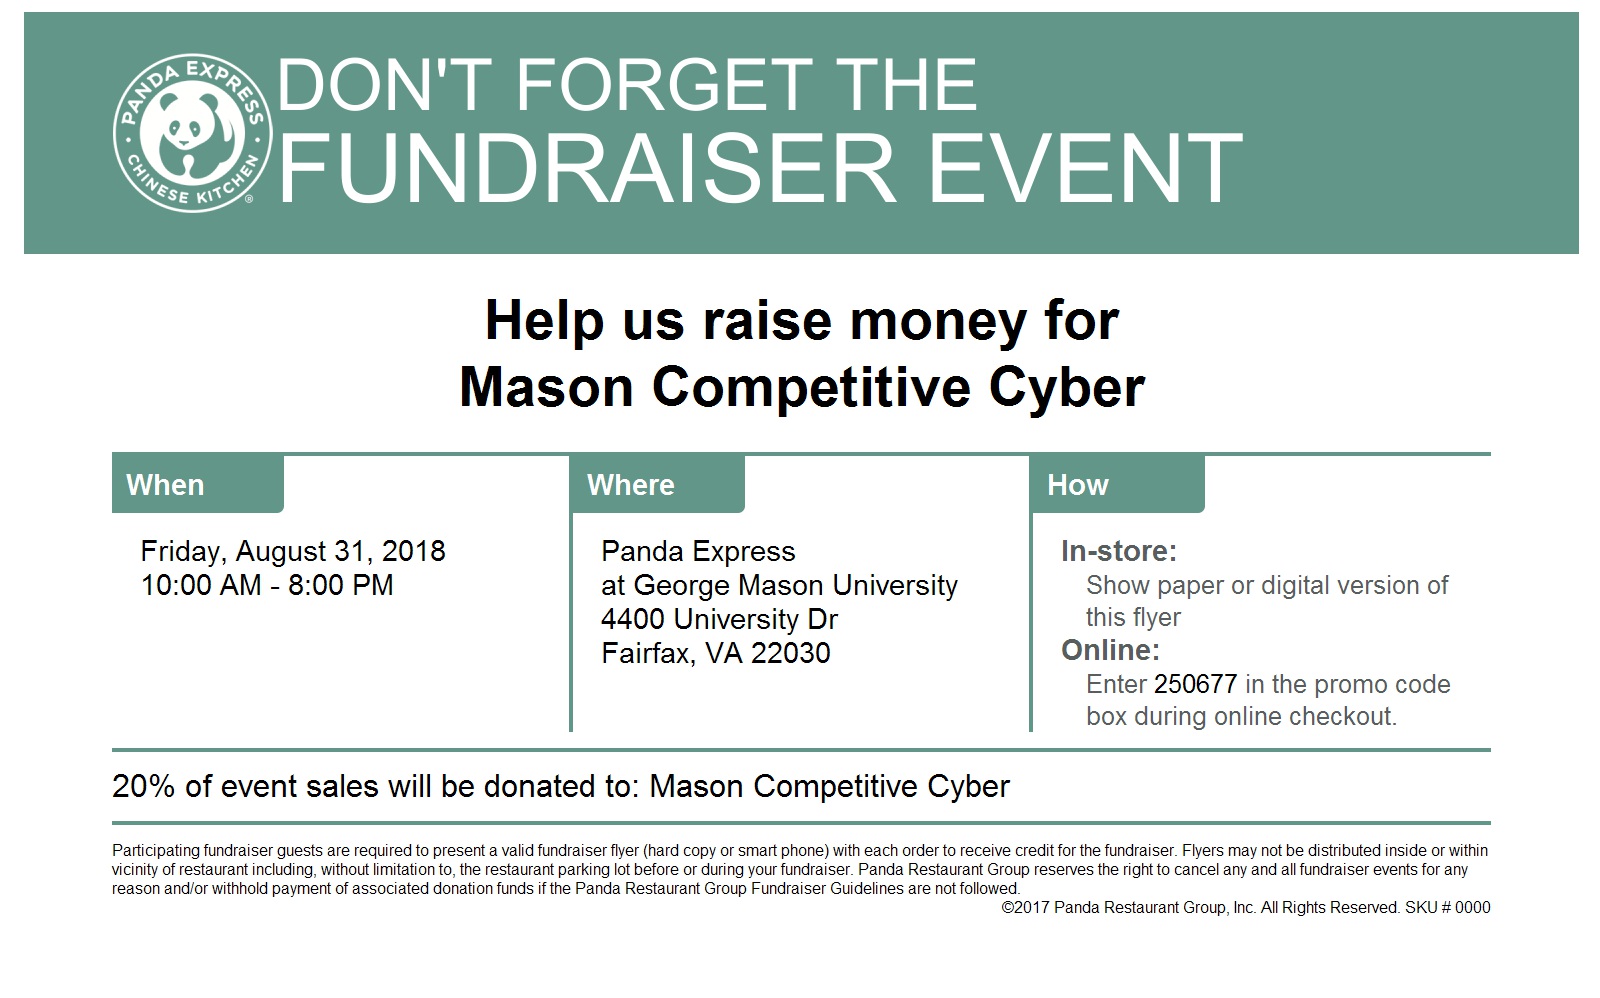 PANDA EXPRESS
CHINESE KITCHEN
®
DON'T FORGET THE
FUNDRAISER EVENT
Help us raise money for
Mason Competitive Cyber
When
Friday, August 31, 2018
10:00 AM - 8:00 PM
Where
Panda Express
at George Mason University
4400 University Dr
Fairfax, VA 22030
How
In-store:
Show paper or digital version of
this flyer
Online:
Enter 250677 in the promo code
box during online checkout.
20% of event sales will be donated to: Mason Competitive Cyber
Participating fundraiser guests are required to present a valid fundraiser flyer (hard copy or smart phone) with each order to receive credit for the fundraiser. Flyers may not be distributed inside or within
vicinity of restaurant including, without limitation to, the restaurant parking lot before or during your fundraiser. Panda Restaurant Group reserves the right to cancel any and all fundraiser events for any
reason and/or withhold payment of associated donation funds if the Panda Restaurant Group Fundraiser Guidelines are not followed.
©2017 Panda Restaurant Group, Inc. All Rights Reserved. SKU # 0000